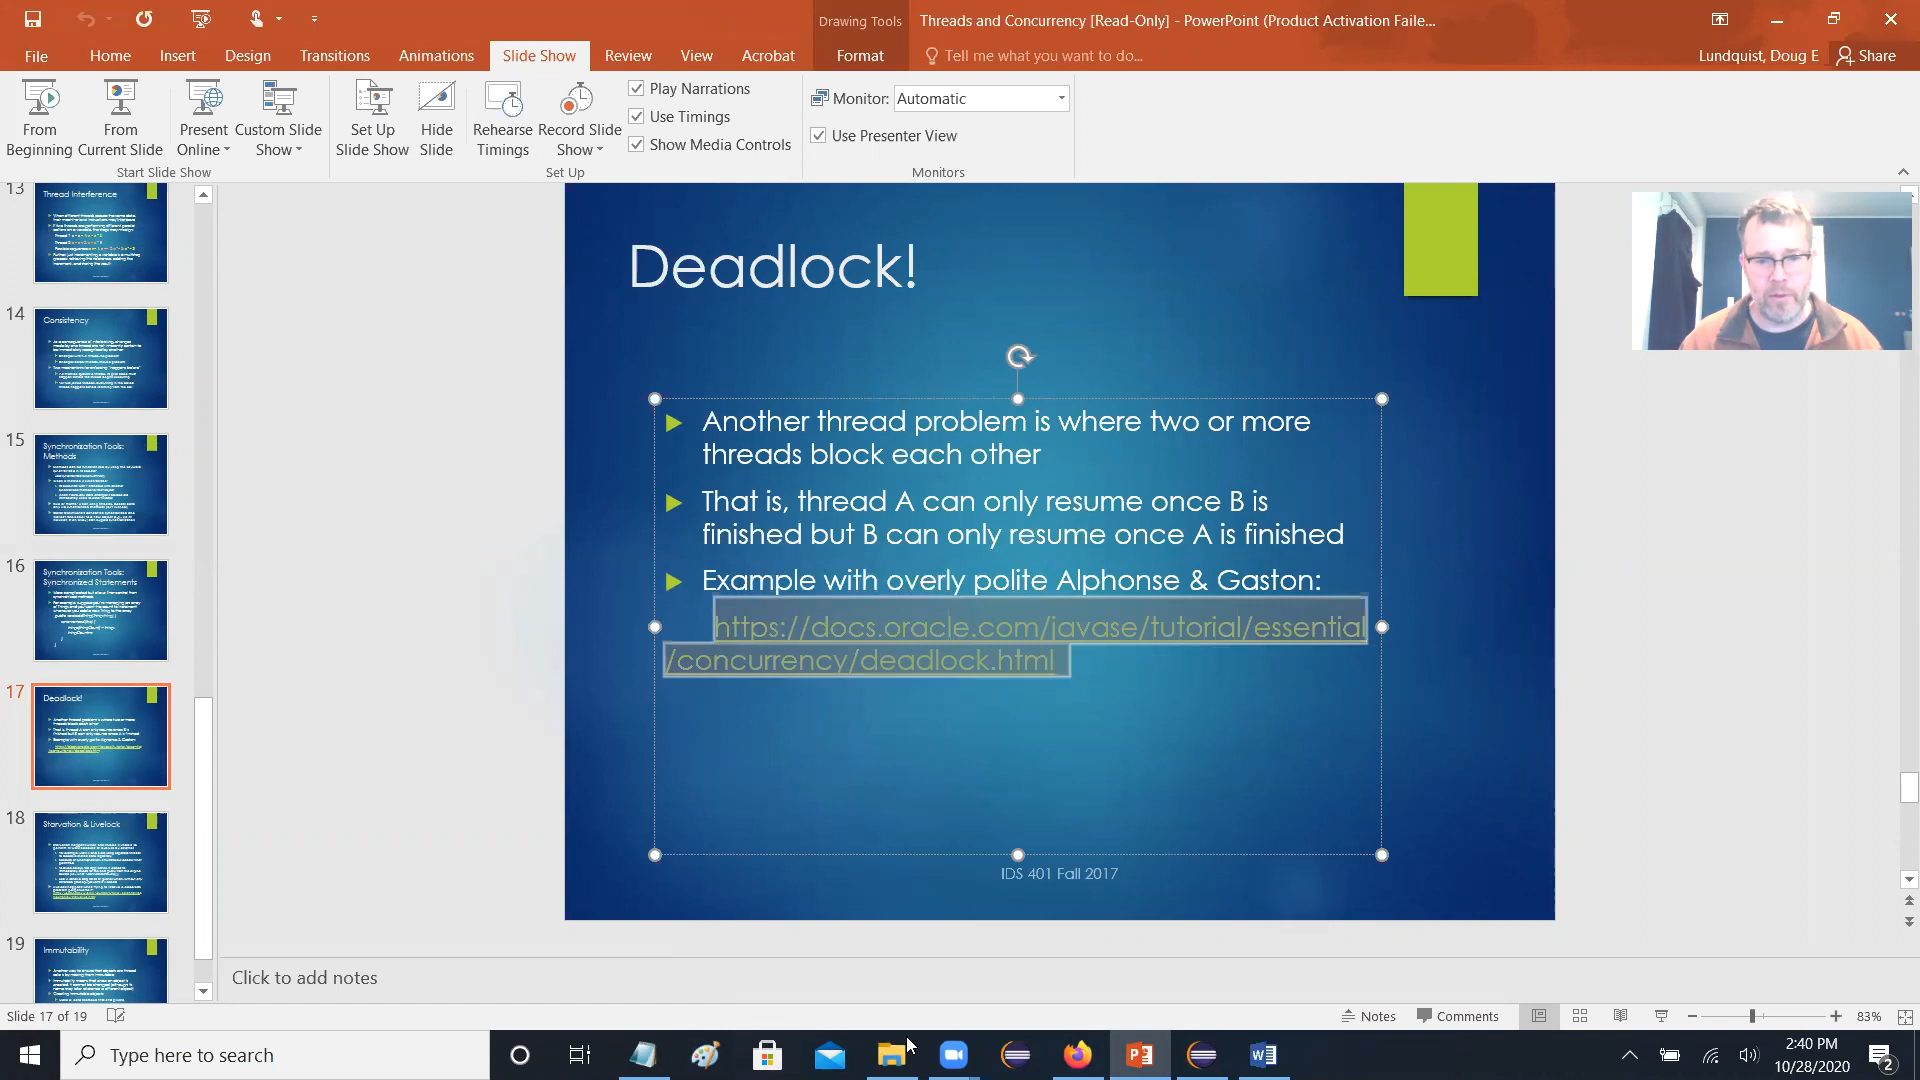 Drawing Tools
Threads and Concurrency [Read-Only] - PowerPoint (Product Activation Faile...
File
Home
Insert
Design
Transitions
Animations
Slide Show
Review
View
Acrobat
Format
Tell me what you want to do...
Lundquist, Doug E
Share
From Beginning
From Current Slide
Present Online
Custom Slide Show
Set Up Slide Show
Hide Slide
Rehearse Timings
Record Slide Show
Play Narrations
Use Timings
Show Media Controls
Monitor: Automatic
Use Presenter View
Start Slide Show
Set Up
Monitors
13
Thread Interference
14
Consistency
15
Synchronization Tools:
Methods
16
Synchronization Tools:
Synchronized Statements
17
Deadlock!
18
Starvation & Livelock
19
Immutability
Deadlock!
Another thread problem is where two or more
threads block each other
That is, thread A can only resume once B is
finished but B can only resume once A is finished
Example with overly polite Alphonse & Gaston:
https://docs.oracle.com/javase/tutorial/essential
/concurrency/deadlock.html
IDS 401 Fall 2017
Click to add notes
Slide 17 of 19
Notes
Comments
83%
Type here to search
2:40 PM
10/28/2020
2